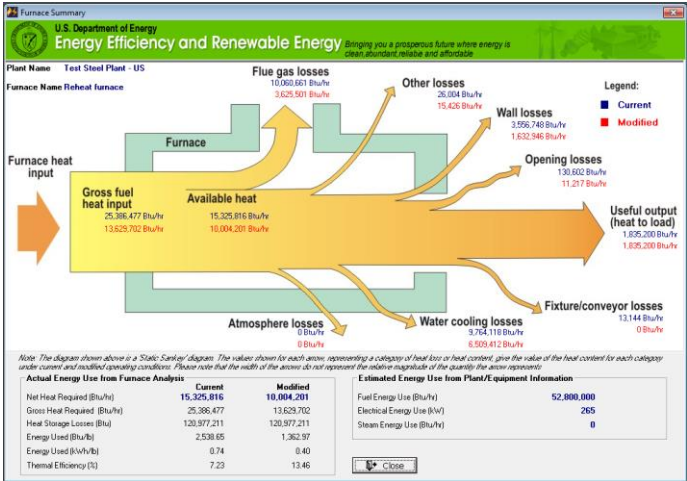 Furnace Summary
U.S. Department of Energy
Energy Efficiency and Renewable Energy
Bringing you a prosperous future where energy is
clean,abundant,reliabe and affordable
Plant Name Test Steel Plant - US
Furnace Name Reheat furnace
Flue gas losses
10,060,661 Btu/hr
3,625,501 Btu/hr
Other losses
26,004 Btu/hr
15,426 Btu/hr
Legend:
Current
Modified
Wall losses
3,556,748 Btu/hr
1,632,946 Btu/hr
Furnace
Furnace heat
input
Opening losses
130,602 Btu/hr
11,217 Btu/hr
Gross fuel
heat input
25,386,477 Btu/hr
13,629,702 Btu/hr
Available heat
15,325,816 Btu/hr
10,004,201 Btu/hr
Useful output
(heat to load)
1,835,200 Btu/hr
1,835,200 Btu/hr
Fixture/conveyor losses
13,144 Btu/hr
0 Btu/hr
Atmosphere losses
0 Btu/hr
0 Btu/hr
Water cooling losses
9,764,118 Btu/hr
6,509,412 Btu/hr
Note: The diagram shown above is a 'Static Sankey' diagram. The values shown for each arrow, representing a category of heat loss or heat content, give the value of the heat content for each category
under current and modified operating conditions. Please note that the width of the arrows do not represent the relative magnitude of the quantity the arrow represents
Actual Energy Use from Furnace Analysis
Current Modified
Net Heat Required (Btu/hr) 15,325,816 10,004,201
Gross Heat Required (Btu/hr) 25,386,477 13,629,702
Heat Storage Losses (Btu) 120,977,211 120,977,211
Energy Used (Btu/lb) 2,538.65 1,362.97
Energy Used (kWh/lb) 0.74 0.40
Thermal Efficiency (%) 7.23 13.46
Estimated Energy Use from Plant/Equipment Information
Fuel Energy Use (Btu/hr) 52,800,000
Electrical Energy Use (kW) 265
Steam Energy Use (Btu/hr) 0
Close